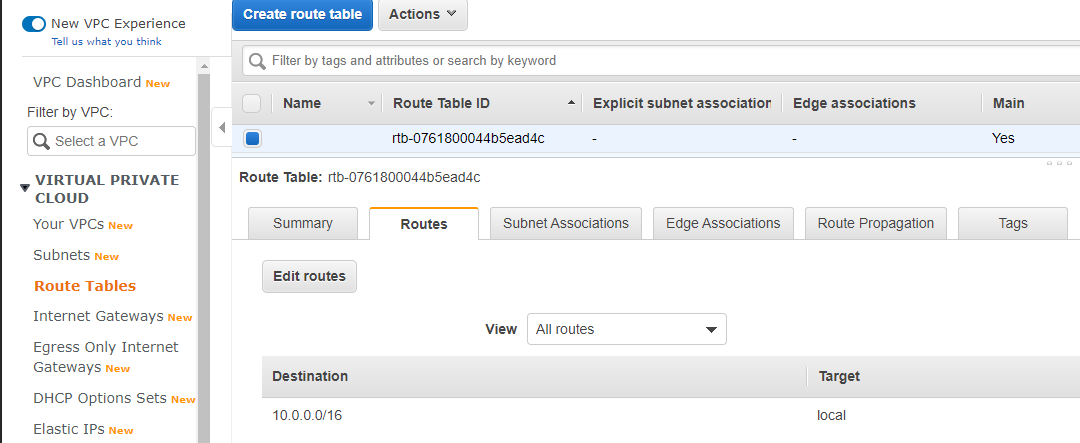 New VPC Experience
Tell us what you think
VPC Dashboard New
Filter by VPC:
Select a VPC
VIRTUAL PRIVATE
CLOUD
Your VPCs New
Subnets New
Route Tables
Internet Gateways New
Egress Only Internet
Gateways New
DHCP Options Sets New
Elastic IPs New
Create route table Actions
Filter by tags and attributes or search by keyword
Name Route Table ID Explicit subnet association Edge associations Main
rtb-0761800044b5ead4c - - Yes
Route Table: rtb-0761800044b5ead4c
Summary Routes Subnet Associations Edge Associations Route Propagation Tags
Edit routes
View All routes
Destination Target
10.0.0.0/16 local